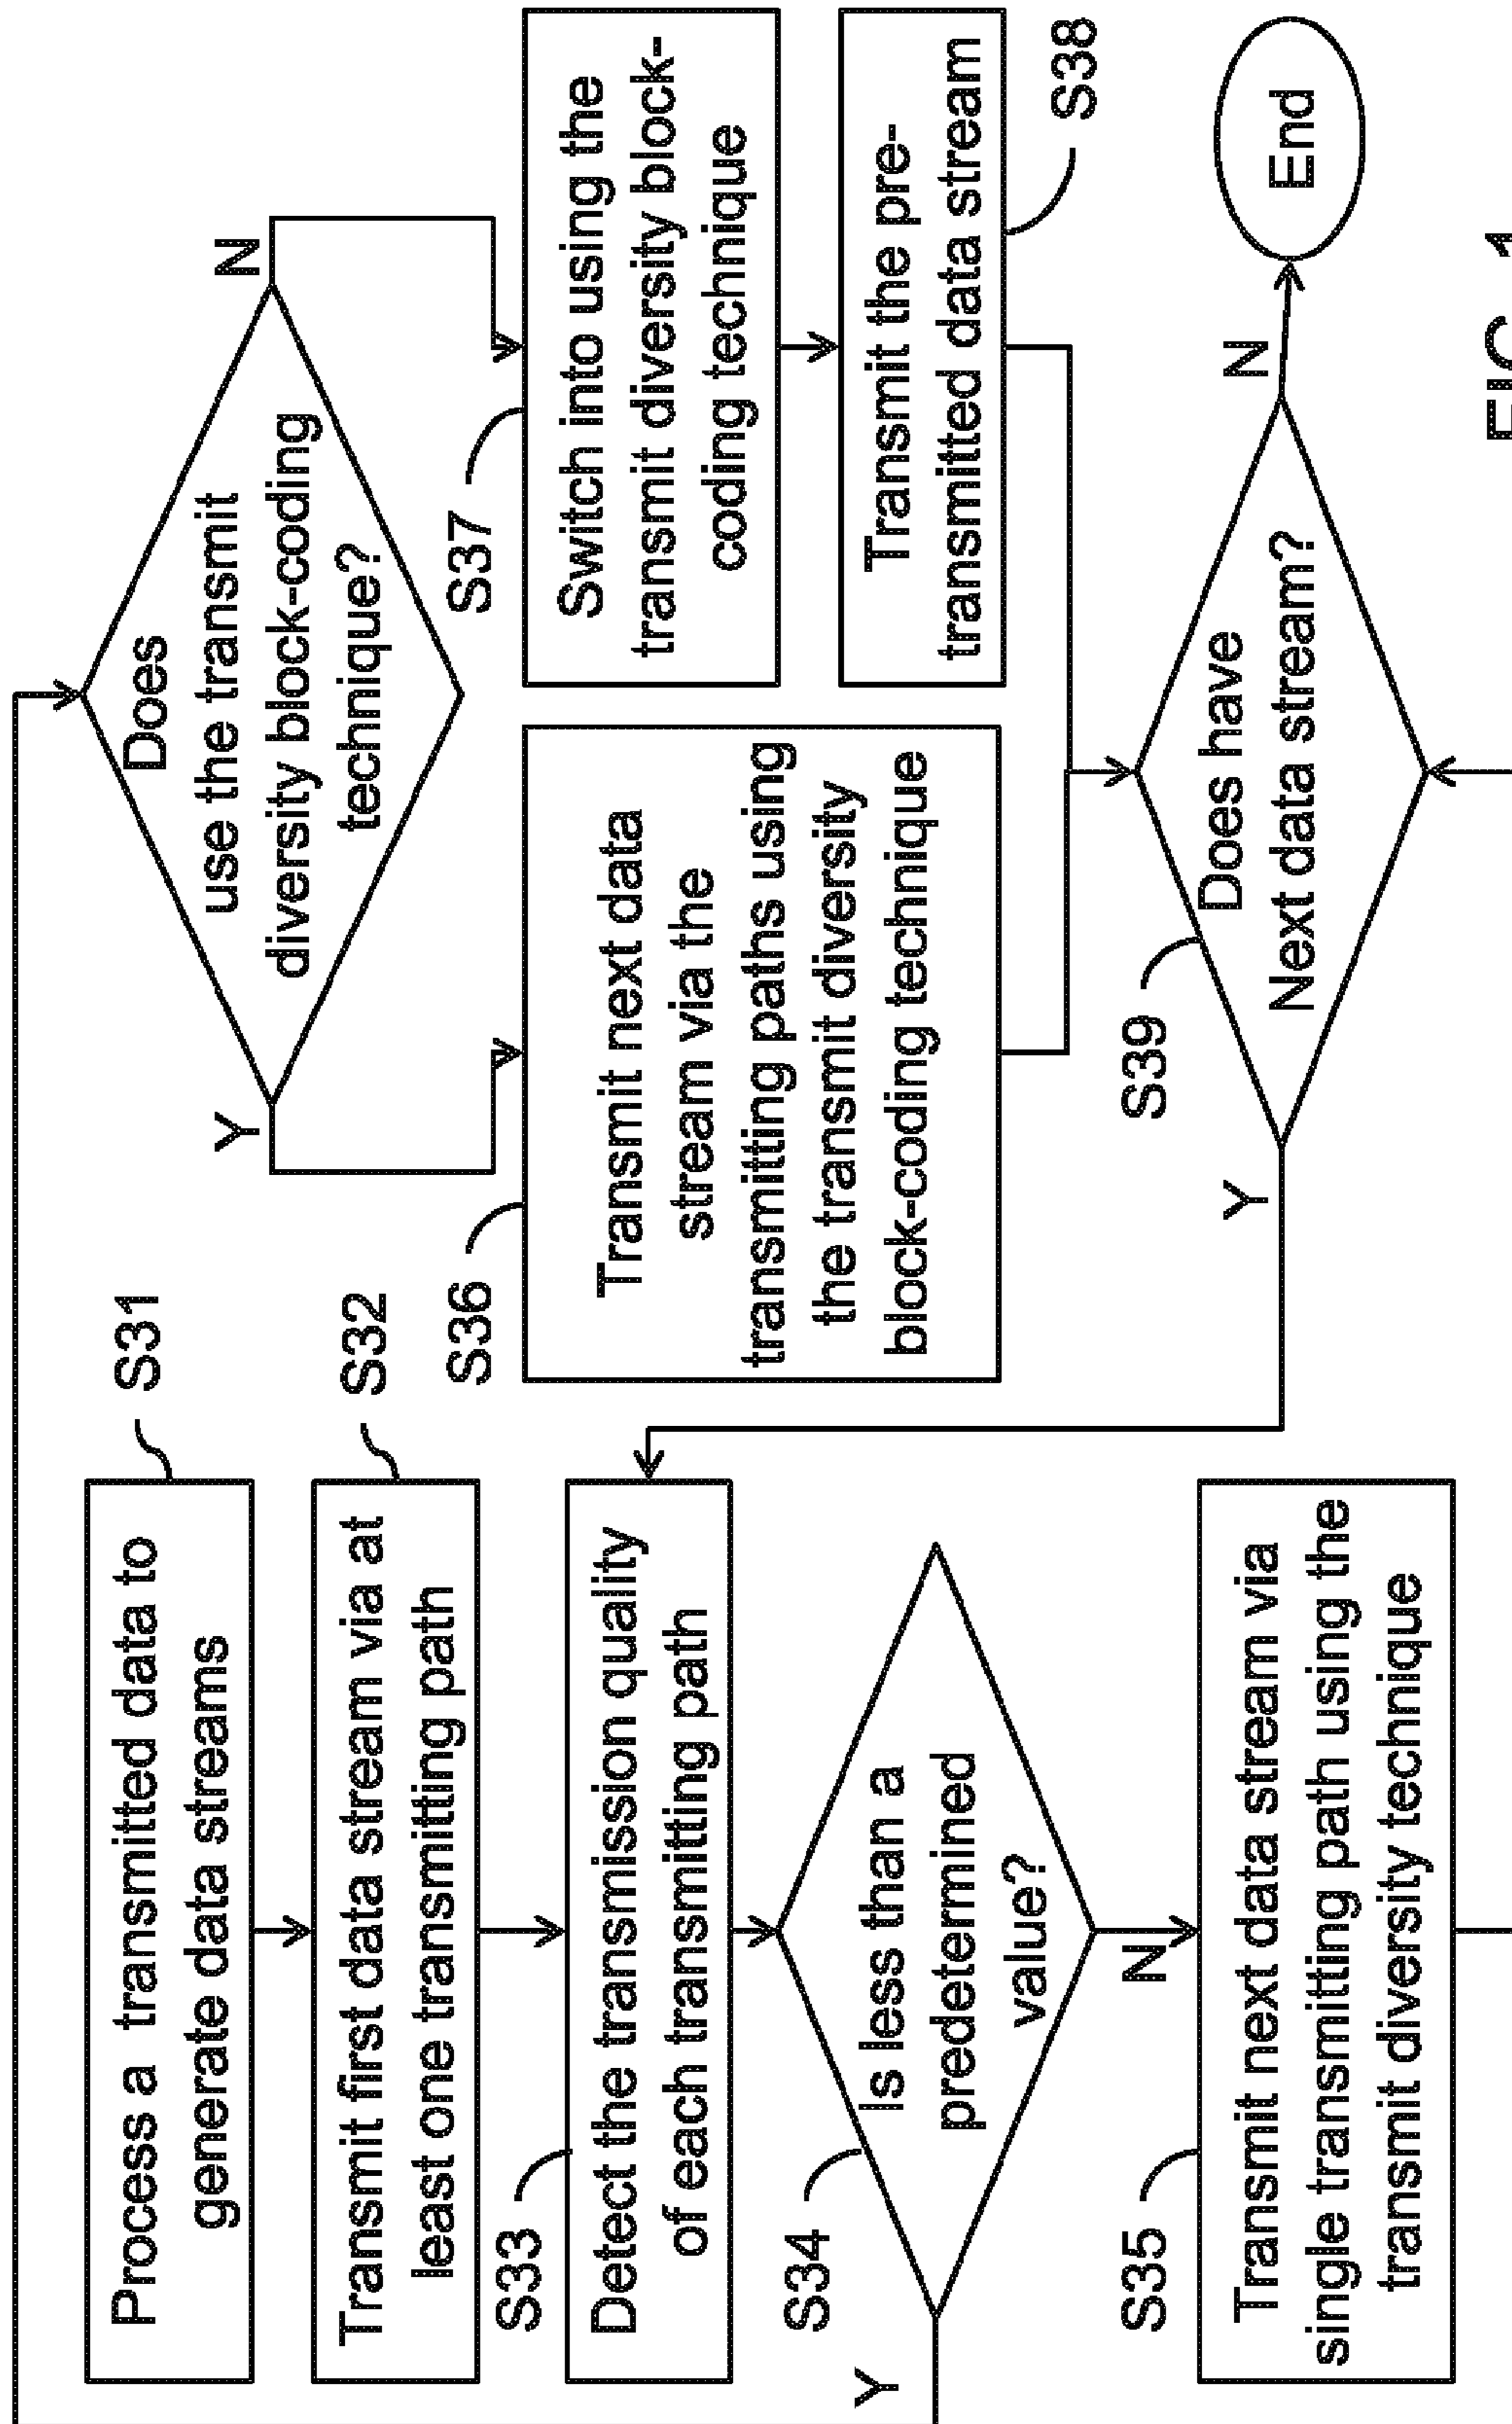 Process a transmitted data to
generate data streams
S31
Transmit first data stream via at
least one transmitting path
S32
S33
Detect the transmission quality
of each transmitting path
S34
Is less than a
predetermined
value?
Y
N
S35
Transmit next data stream via
single transmitting path using the
transmit diversity technique
Does
use the transmit
diversity block-coding
technique?
Y
N
S36
Transmit next data
stream via the
transmitting paths using
the transmit diversity
block-coding technique
S37
Switch into using the
transmit diversity block-
coding technique
Transmit the pre-
transmitted data stream
S38
S39
Does have
Next data stream?
Y
N
End
FIG. 1